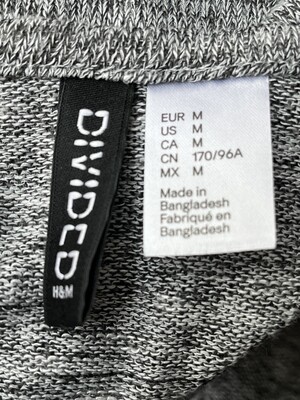 DIVIDED
H&M
EUR M
US M
CA M
CN 170/96A
MX M
Made in
Bangladesh
Fabriqué en
Bangladesh